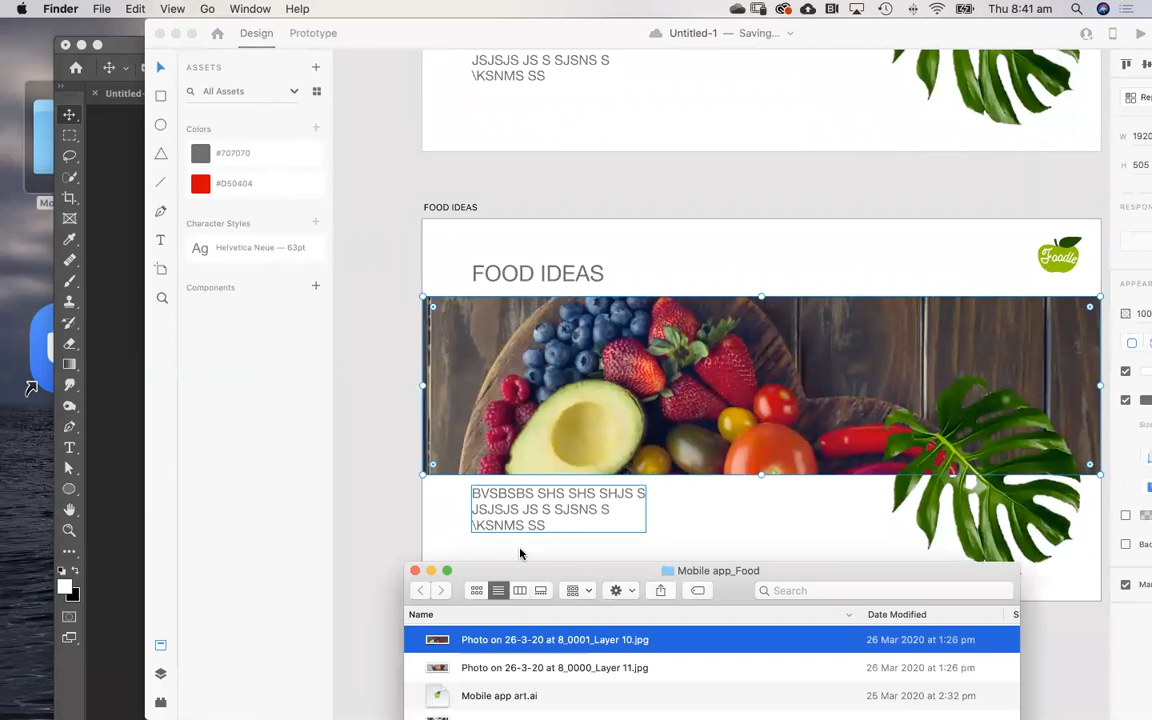 Finder File Edit View Go Window Help
Thu 8:41 am
Design Prototype
Untitled-1 — Saving...
ASSETS
All Assets
Untitled-
Colors
#707070
#D50404
Character Styles
Ag Helvetica Neue — 63pt
Components
JSJSJS JS S SJSNS S
\KSNMS SS
FOOD IDEAS
FOOD IDEAS
Foodle
BVSBSBS SHS SHS SHJS S
JSJSJS JS S SJSNS S
\KSNMS SS
W 1920
H 505
Mobile app_Food
Search
Name Date Modified S
Photo on 26-3-20 at 8_0001_Layer 10.jpg 26 Mar 2020 at 1:26 pm
Photo on 26-3-20 at 8_0000_Layer 11.jpg 26 Mar 2020 at 1:26 pm
Mobile app art.ai 25 Mar 2020 at 2:32 pm